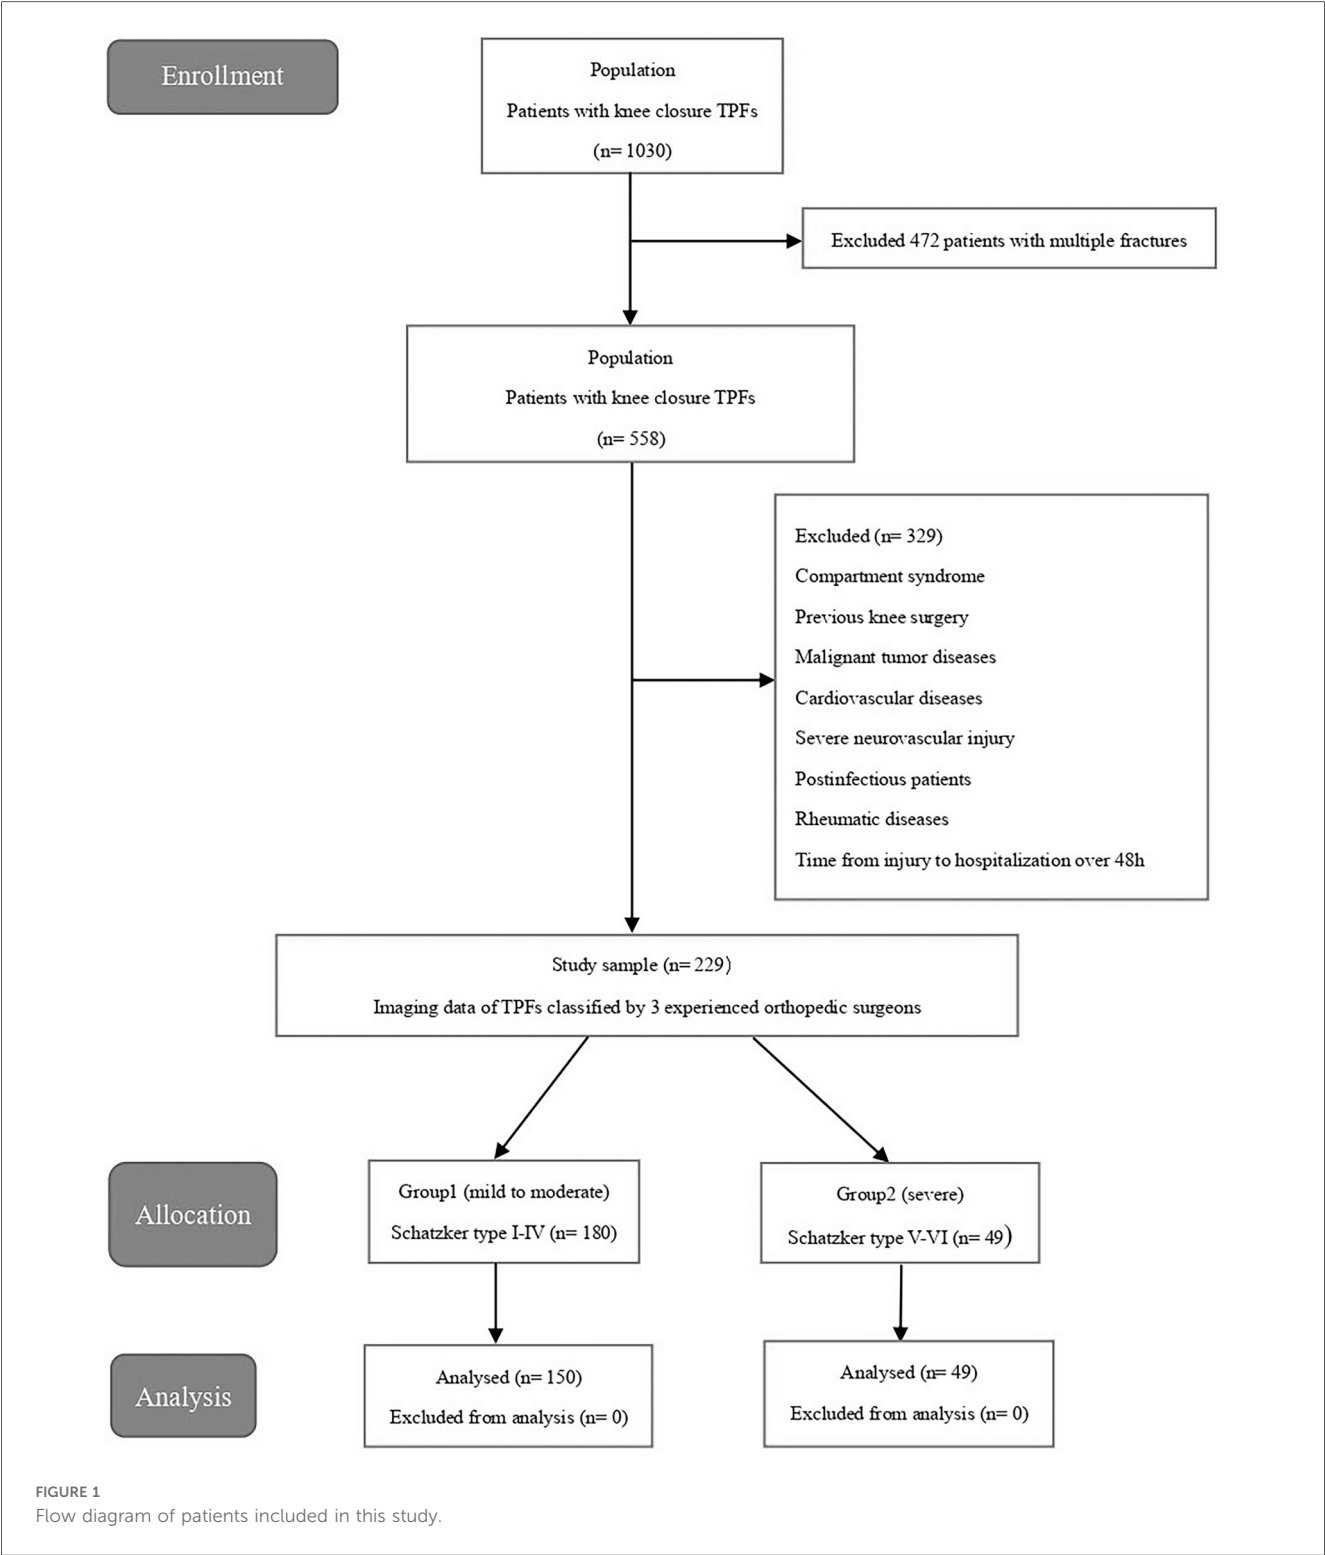 Enrollment
Population
Patients with knee closure TPFs
(n= 1030)
Excluded 472 patients with multiple fractures
Population
Patients with knee closure TPFs
(n= 558)
Excluded (n= 329)
Compartment syndrome
Previous knee surgery
Malignant tumor diseases
Cardiovascular diseases
Severe neurovascular injury
Postinfectious patients
Rheumatic diseases
Time from injury to hospitalization over 48h
Study sample (n= 229)
Imaging data of TPFs classified by 3 experienced orthopedic surgeons
Allocation
Group1 (mild to moderate)
Schatzker type I-IV (n= 180)
Group2 (severe)
Schatzker type V-VI (n= 49)
Analysis
Analysed (n= 150)
Excluded from analysis (n= 0)
Analysed (n= 49)
Excluded from analysis (n= 0)
FIGURE 1
Flow diagram of patients included in this study.